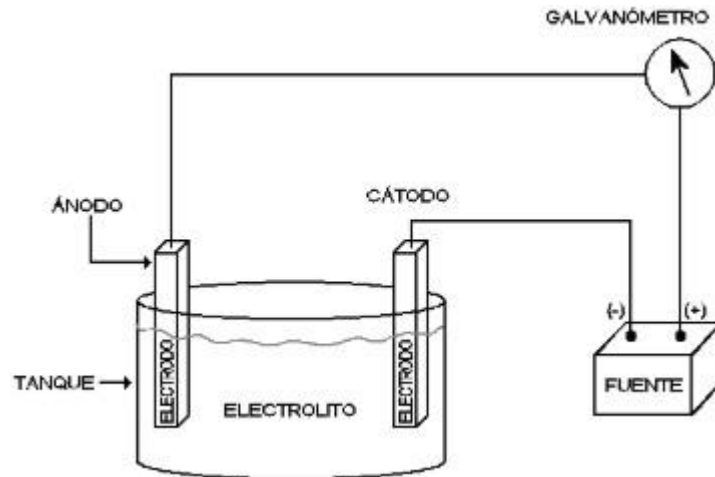 GALVANÓMETRO
ÁNODO
CÁTODO
(-)
(+)
ELECTRODO
ELECTRODO
TANQUE
ELECTROLITO
FUENTE